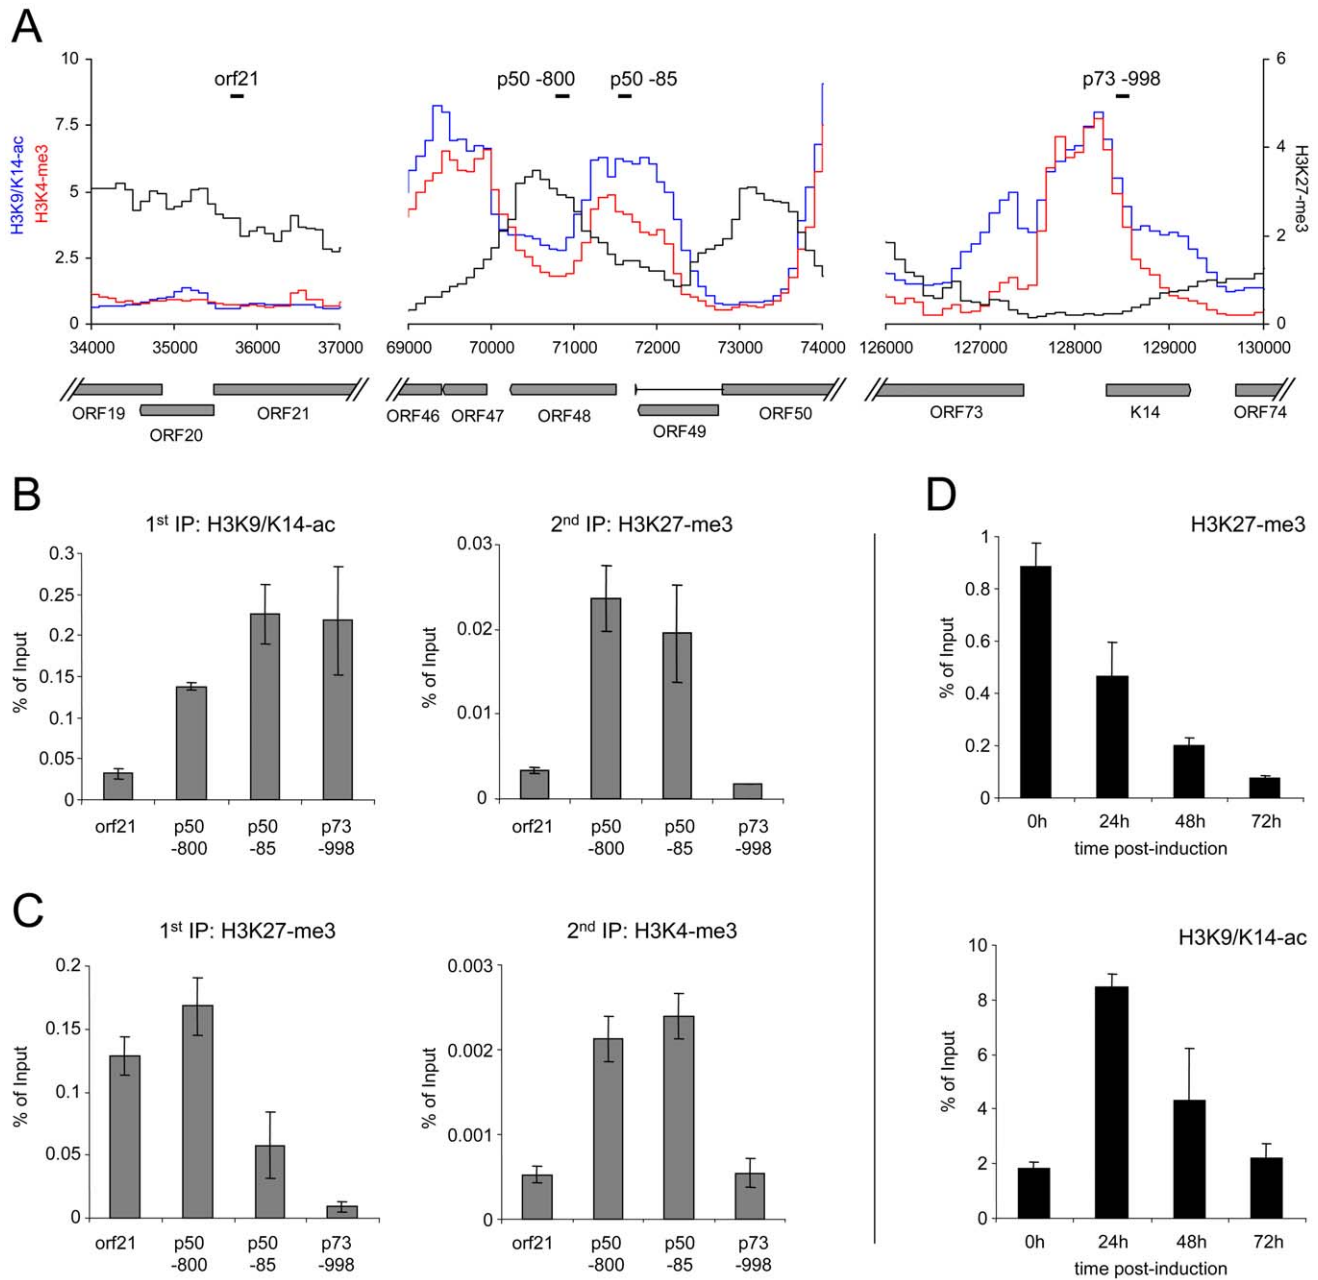 A
10
7.5
5
2.5
0
H3K9/K14-ac
H3K4-me3
orf21
p50 -800
p50 -85
p73 -998
6
4
2
0
H3K27-me3
34000 35000 36000 37000
69000 70000 71000 72000 73000 74000
126000 127000 128000 129000 130000
ORF19
ORF20
ORF21
ORF46
ORF47
ORF48
ORF49
ORF50
ORF73
K14
ORF74
B
1st IP: H3K9/K14-ac
% of Input
0.3
0.25
0.2
0.15
0.1
0.05
0
orf21 p50 p50 p73
-800 -85 -998
2nd IP: H3K27-me3
% of Input
0.03
0.02
0.01
0
orf21 p50 p50 p73
-800 -85 -998
C
1st IP: H3K27-me3
% of Input
0.2
0.15
0.1
0.05
0
orf21 p50 p50 p73
-800 -85 -998
2nd IP: H3K4-me3
% of Input
0.003
0.002
0.001
0
orf21 p50 p50 p73
-800 -85 -998
D
H3K27-me3
% of Input
1
0.8
0.6
0.4
0.2
0
0h 24h 48h 72h
time post-induction
H3K9/K14-ac
% of Input
10
8
6
4
2
0
0h 24h 48h 72h
time post-induction